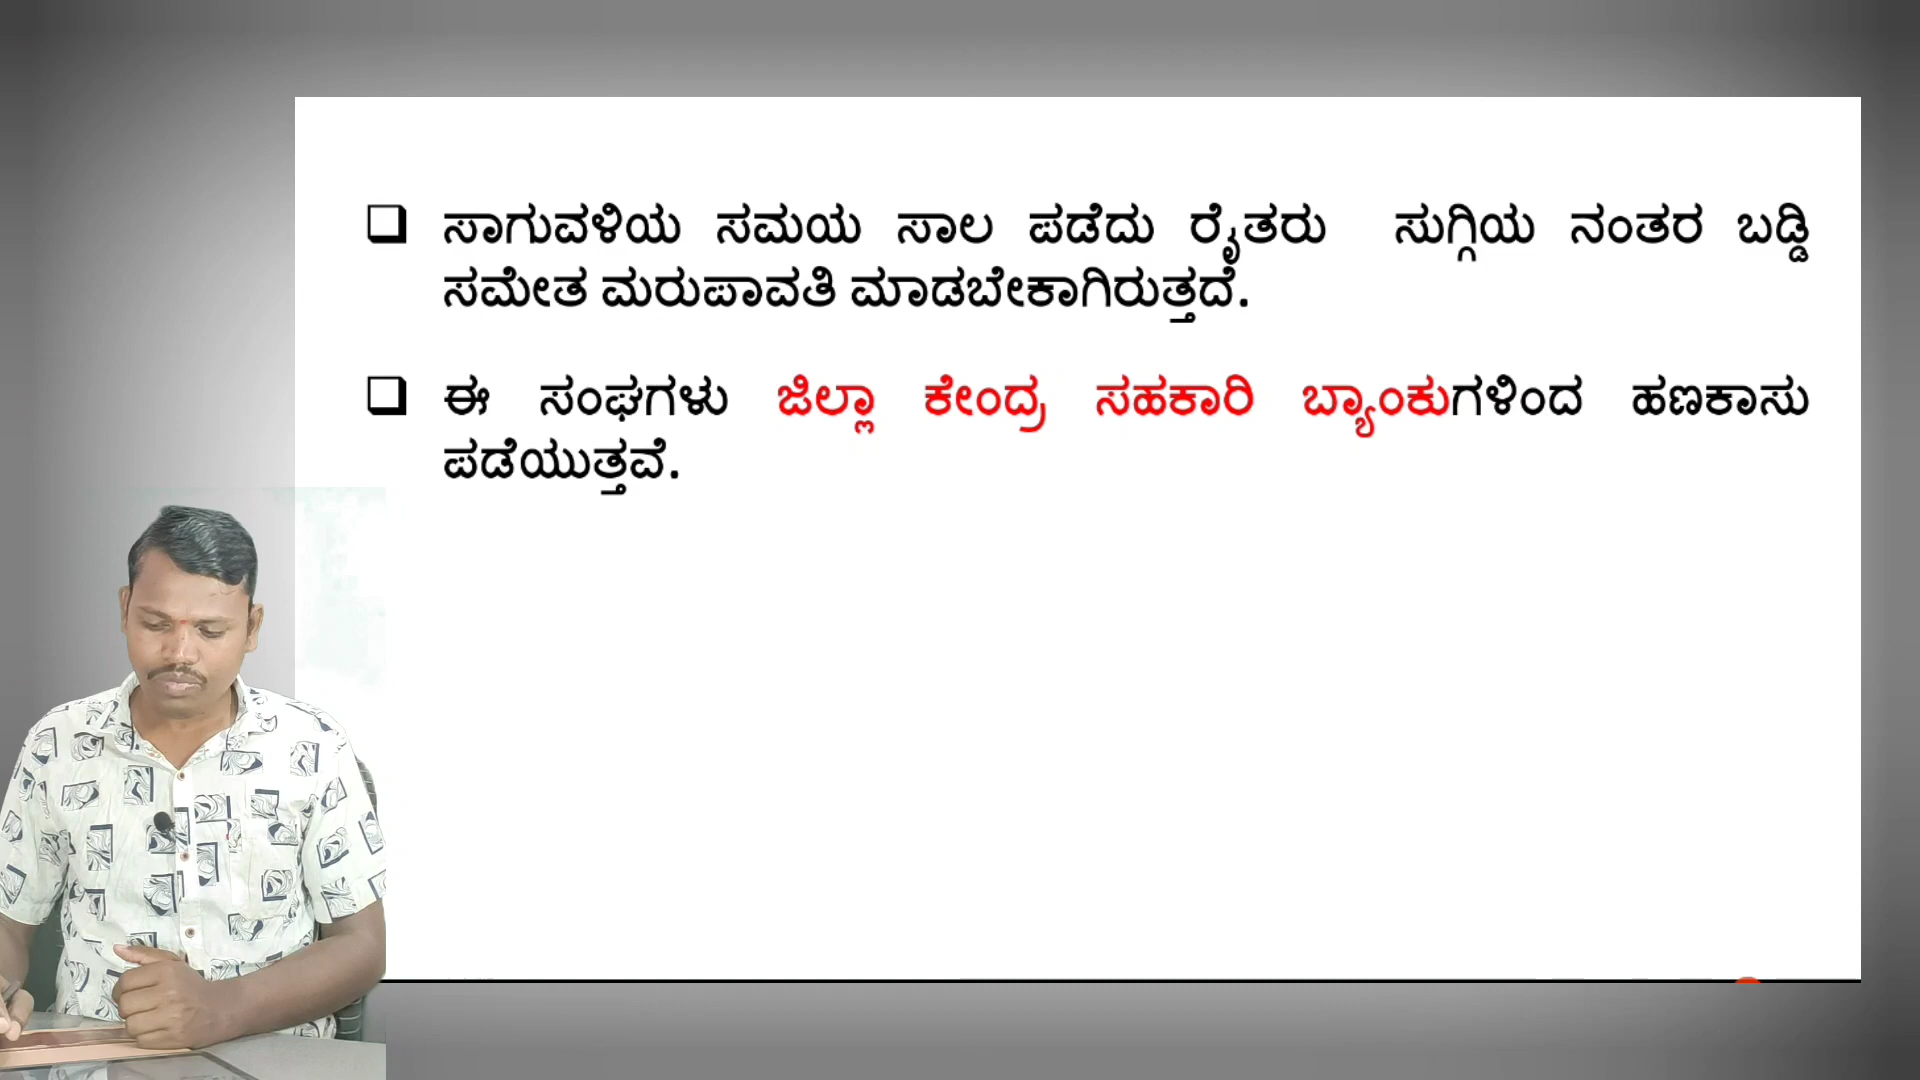 ಸಾಗುವಳಿಯ ಸಮಯ ಸಾಲ ಪಡೆದು ರೈತರು ಸುಗ್ಗಿಯ ನಂತರ ಬಡ್ಡಿ
ಸಮೇತ ಮರುಪಾವತಿ ಮಾಡಬೇಕಾಗಿರುತ್ತದೆ.
ಈ ಸಂಘಗಳು ಜಿಲ್ಲಾ ಕೇಂದ್ರ ಸಹಕಾರಿ ಬ್ಯಾಂಕುಗಳಿಂದ ಹಣಕಾಸು
ಪಡೆಯುತ್ತವೆ.